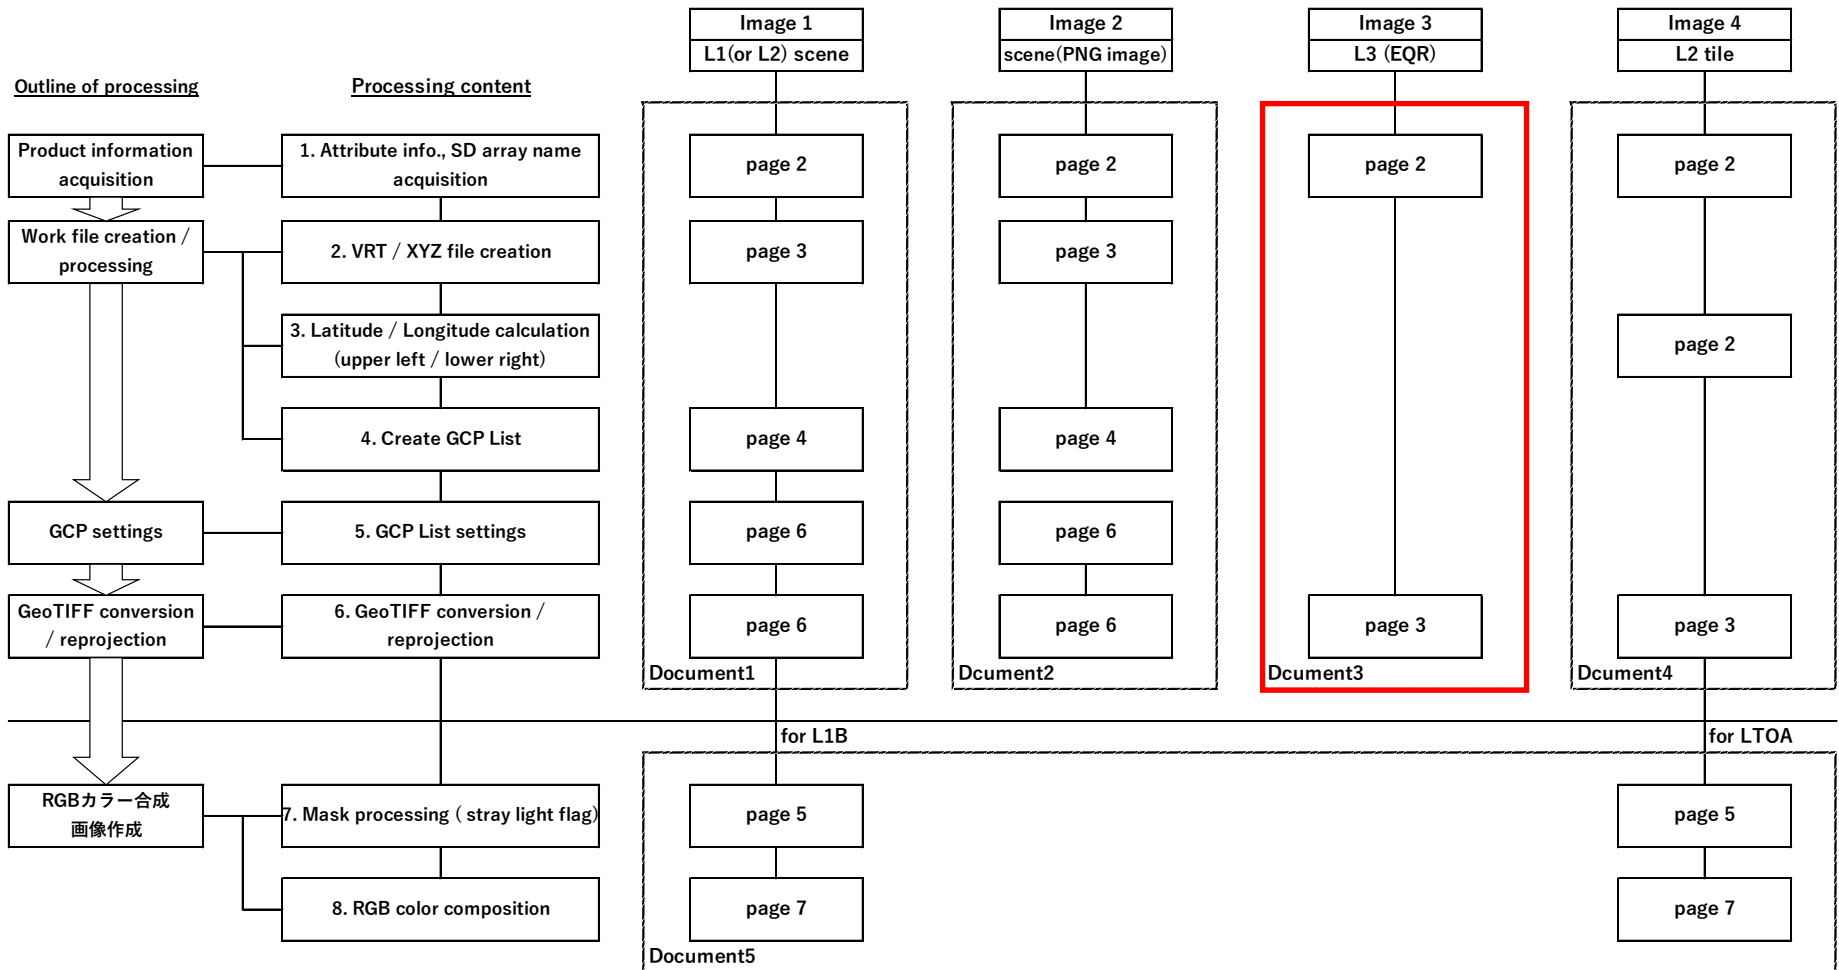 Image 1
L1(or L2) scene
Image 2
scene(PNG image)
Image 3
L3 (EQR)
Image 4
L2 tile
Outline of processing
Processing content
Product information
acquisition
1. Attribute info., SD array name
acquisition
page 2
page 2
page 2
page 2
Work file creation /
processing
2. VRT / XYZ file creation
page 3
page 3
3. Latitude / Longitude calculation
(upper left / lower right)
page 2
4. Create GCP List
page 4
page 4
GCP settings
5. GCP List settings
page 6
page 6
GeoTIFF conversion
/ reprojection
6. GeoTIFF conversion /
reprojection
page 6
page 6
page 3
page 3
Document1
Dcument2
Dcument3
Dcument4
for L1B
for LTOA
RGBカラー合成
画像作成
7. Mask processing ( stray light flag)
page 5
page 5
8. RGB color composition
page 7
page 7
Document5